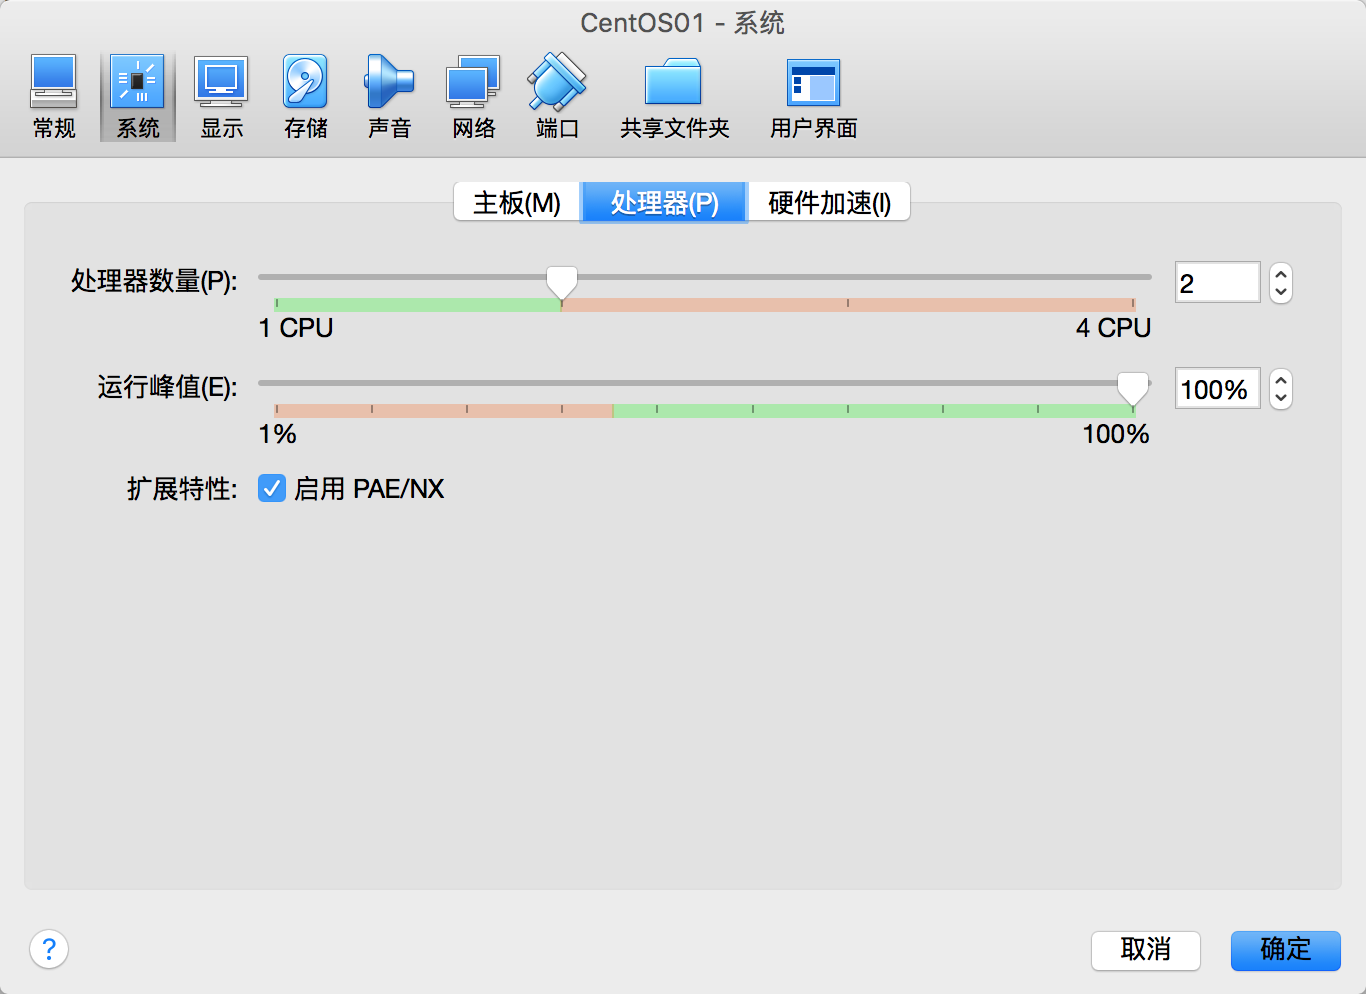 CentOS01 - 系统
常规 系统 显示 存储 声音 网络 端口 共享文件夹 用户界面
主板(M) 处理器(P) 硬件加速(I)
处理器数量(P): 2
1 CPU 4 CPU
运行峰值(E): 100%
1% 100%
扩展特性: 启用 PAE/NX
? 取消 确定